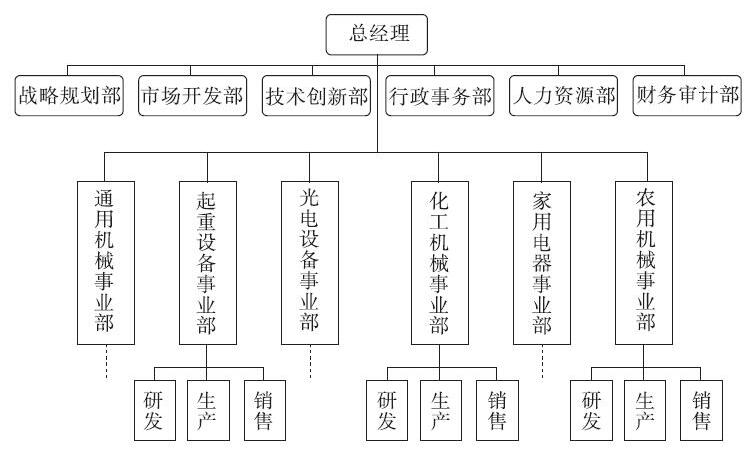 总经理
战略规划部
市场开发部
技术创新部
行政事务部
人力资源部
财务审计部
通用机械事业部
起重设备事业部
光电设备事业部
化工机械事业部
家用电器事业部
农用机械事业部
研发
生产
销售
研发
生产
销售
研发
生产
销售